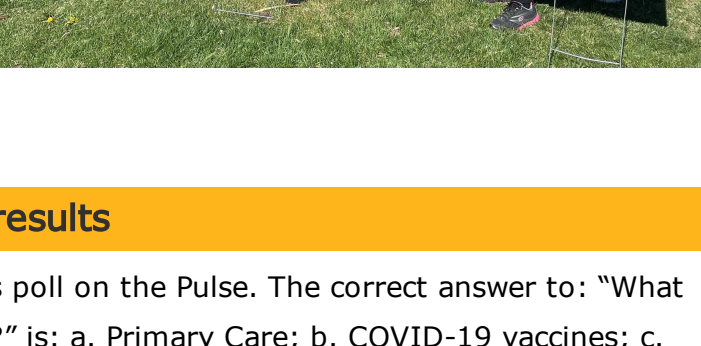 results
poll on the Pulse. The correct answer to: “What
is: a. Primary Care; b. COVID-19 vaccines; c.